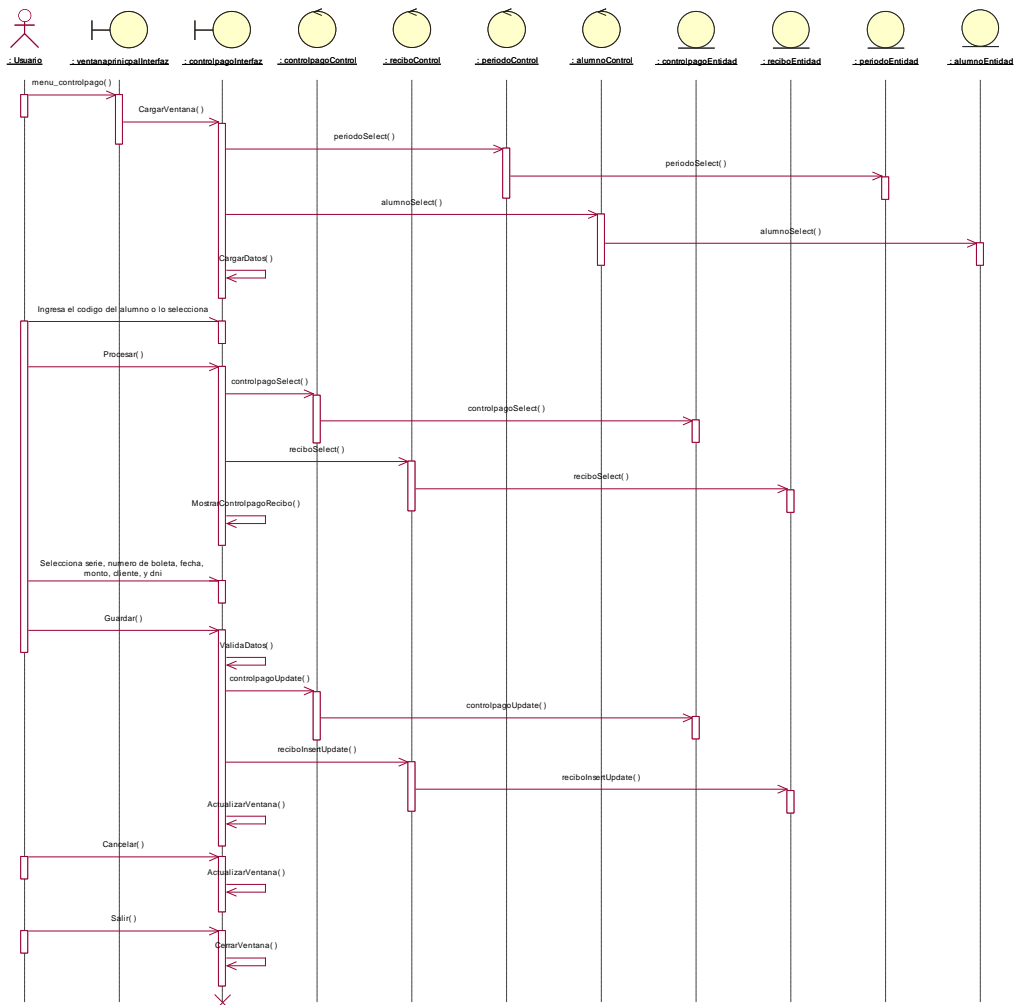 : Usuario
: ventanaprinicpalInterfaz
: controlpagoInterfaz
: controlpagoControl
: reciboControl
: periodoControl
: alumnoControl
: controlpagoEntidad
: reciboEntidad
: periodoEntidad
: alumnoEntidad
menu_controlpago( )
CargarVentana( )
periodoSelect( )
periodoSelect( )
alumnoSelect( )
alumnoSelect( )
CargarDatos( )
Ingresa el codigo del alumno o lo selecciona
Procesar( )
controlpagoSelect( )
controlpagoSelect( )
reciboSelect( )
reciboSelect( )
MostrarControlpagoRecibo( )
Selecciona serie, numero de boleta, fecha,
monto, cliente, y dni
Guardar( )
ValidaDatos( )
controlpagoUpdate( )
controlpagoUpdate( )
reciboInsertUpdate( )
reciboInsertUpdate( )
ActualizarVentana( )
Cancelar( )
ActualizarVentana( )
Salir( )
CerrarVentana( )